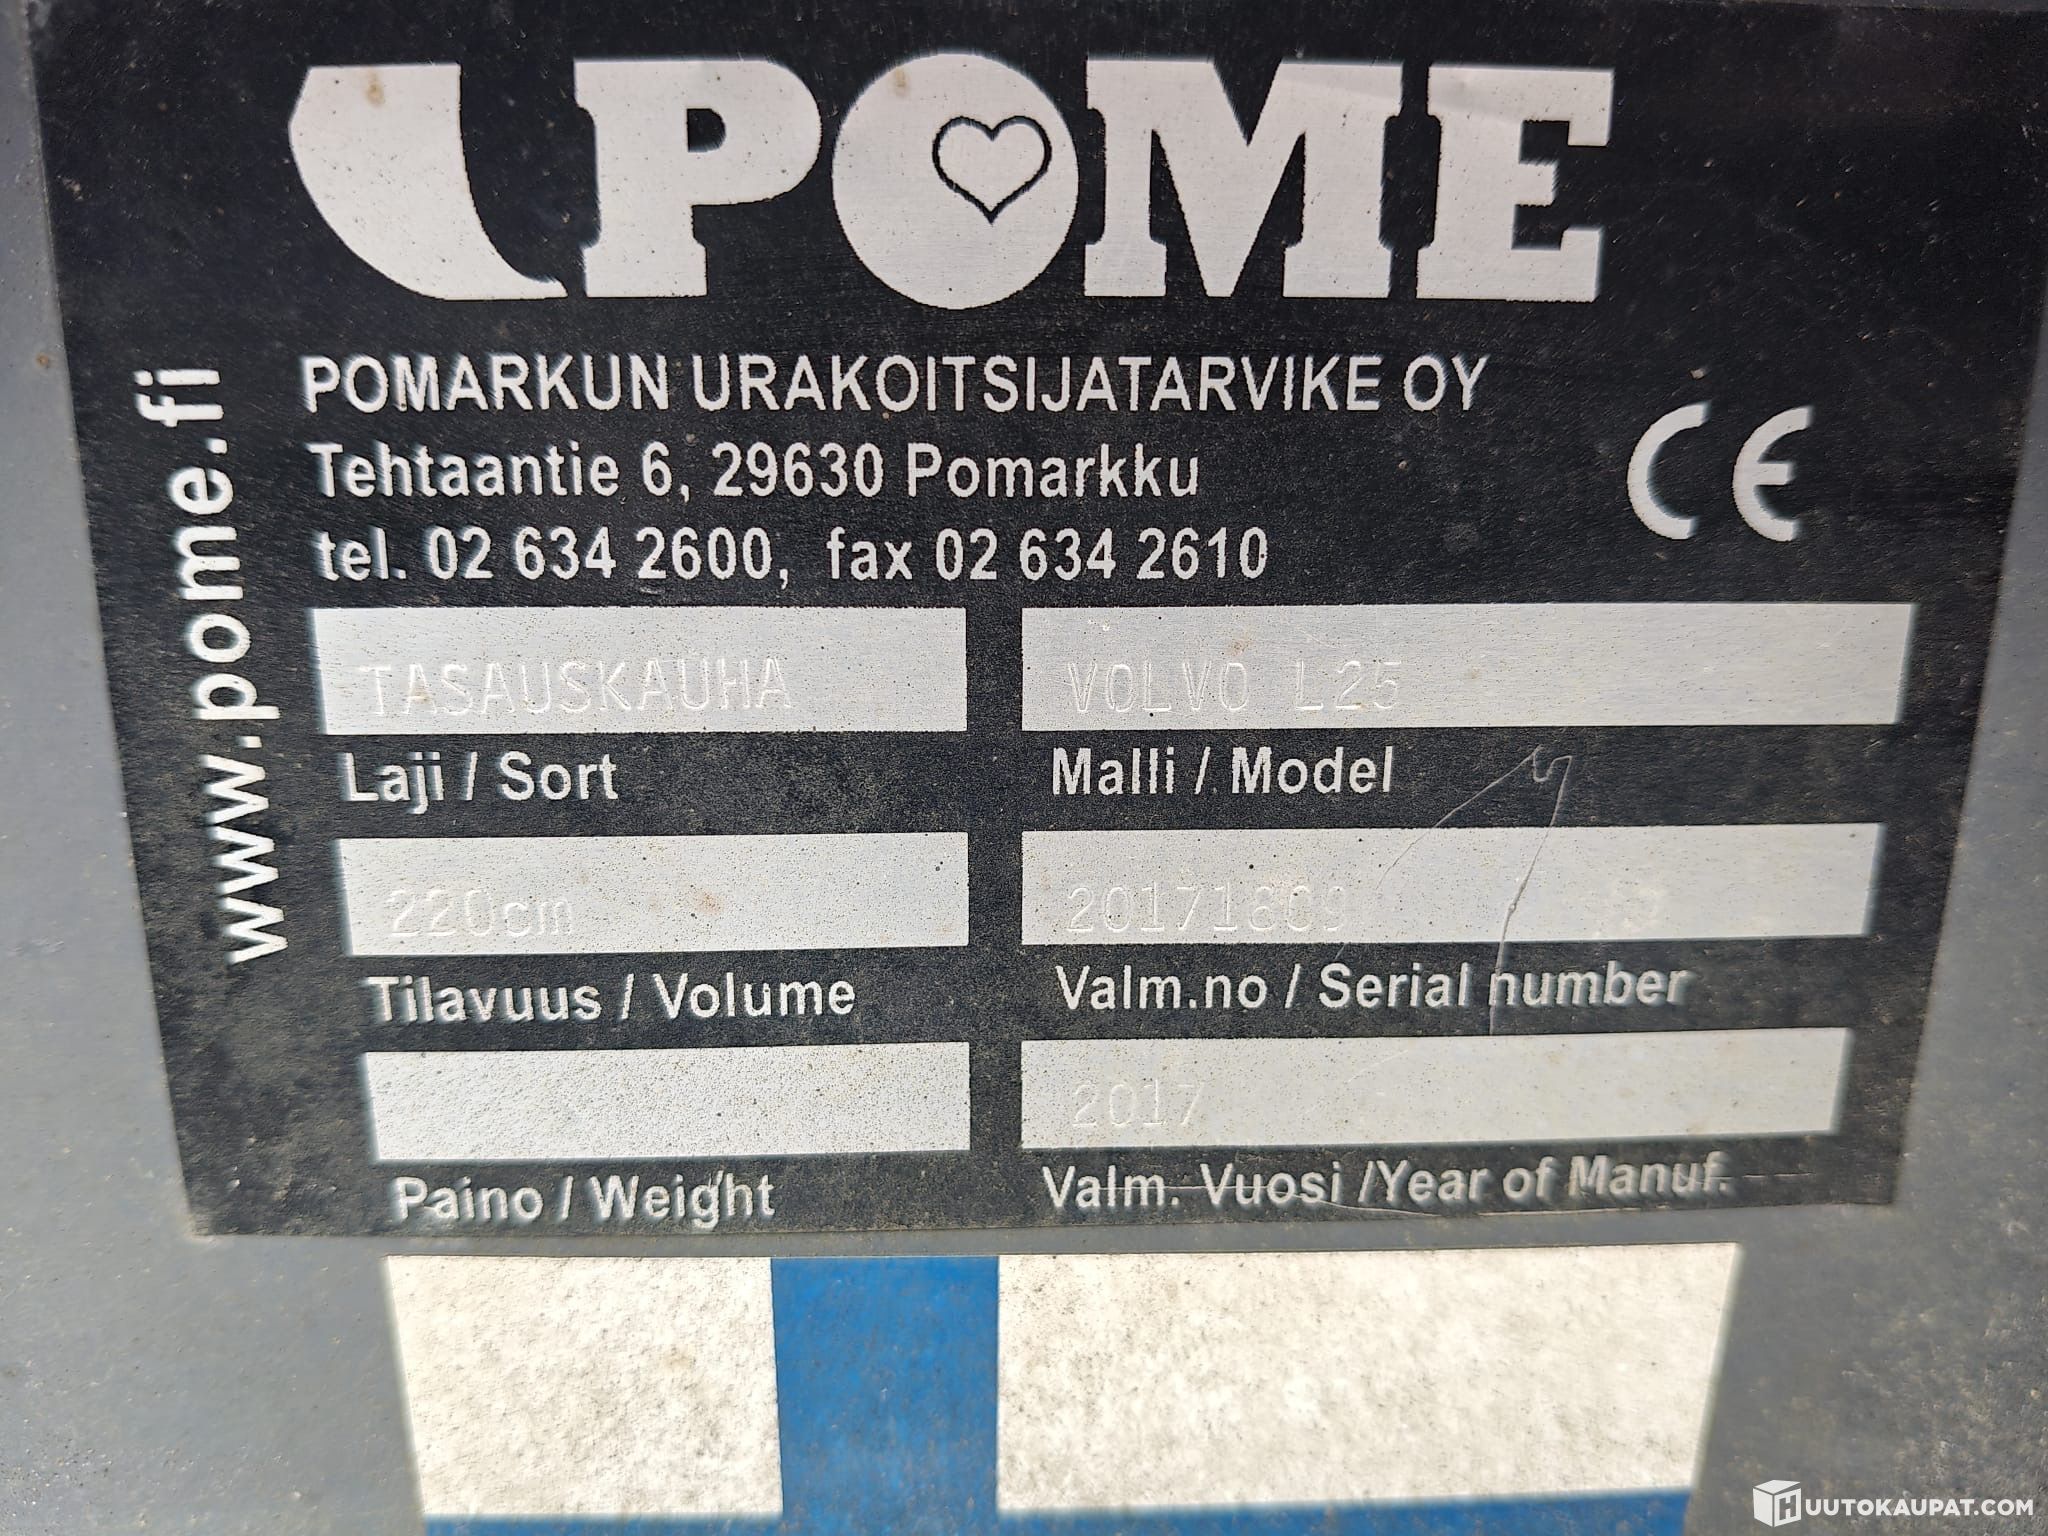 POME
www.pome.fi
POMARKUN URAKOITSIJATARVIKE OY
Tehtaantie 6, 29630 Pomarkku
tel. 02 634 2600, fax 02 634 2610
CE
TASAUSKAUHA
VOLVO L25
Laji / Sort
Malli / Model
220cm
Tilavuus / Volume
Valm.no / Serial number
2017
Paino / Weight
Valm. Vuosi /Year of Manuf.
HUUTOKAUPAT.COM